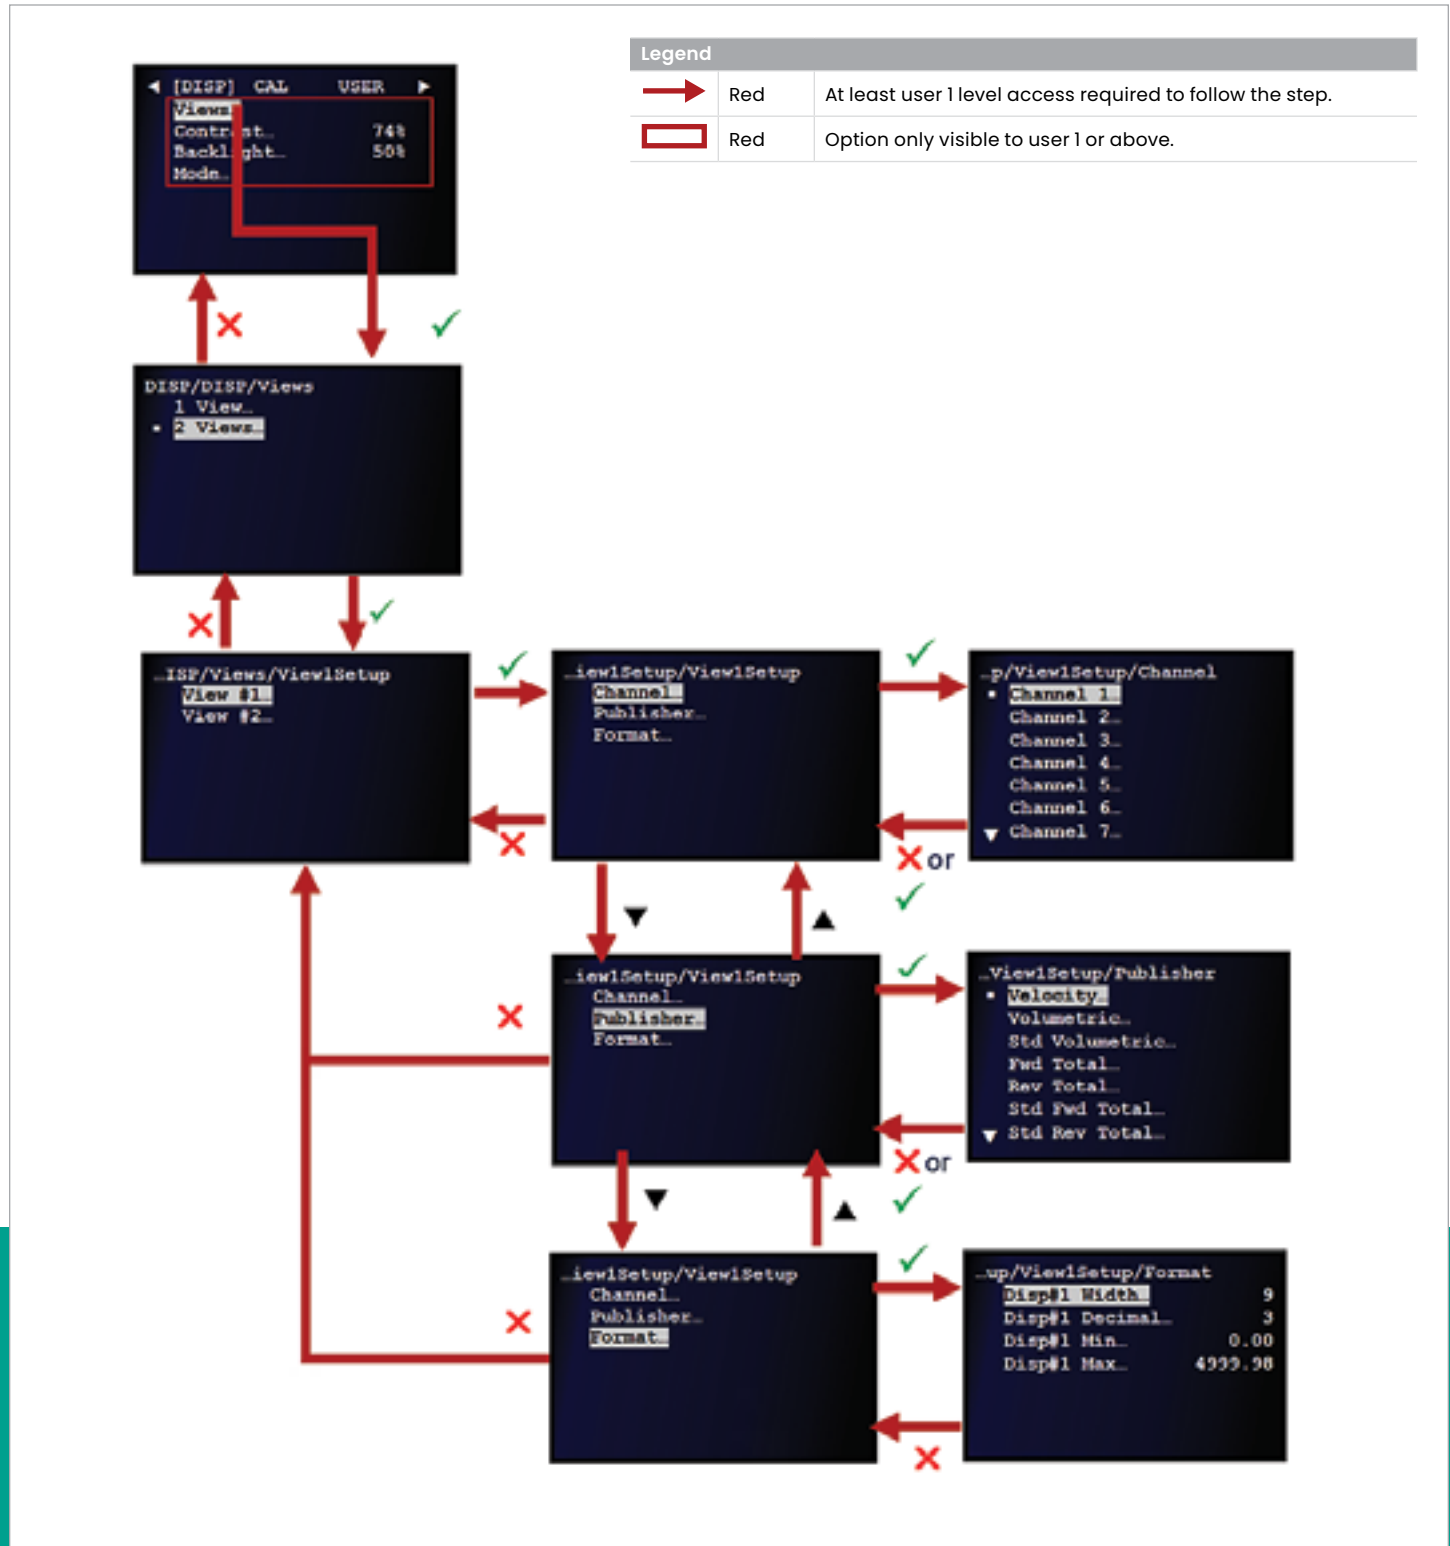 Legend
Red At least user 1 level access required to follow the step.
Red Option only visible to user 1 or above.
[DISP] CAL USER
Views…
Contrast… 74%
Backlight… 50%
Mode…
DISP/DISP/Views
1 View…
2 Views…
…ISP/Views/View1Setup
View #1…
View #2…
…iew1Setup/View1Setup
Channel…
Publisher…
Format…
…p/View1Setup/Channel
Channel 1…
Channel 2…
Channel 3…
Channel 4…
Channel 5…
Channel 6…
Channel 7…
or
…iew1Setup/View1Setup
Channel…
Publisher…
Format…
…View1Setup/Publisher
Velocity…
Volumetric…
Std Volumetric…
Fwd Total…
Rev Total…
Std Fwd Total…
Std Rev Total…
or
…iew1Setup/View1Setup
Channel…
Publisher…
Format…
…up/View1Setup/Format
Disp#1 Width… 9
Disp#1 Decimal… 3
Disp#1 Min… 0.00
Disp#1 Max… 4999.98